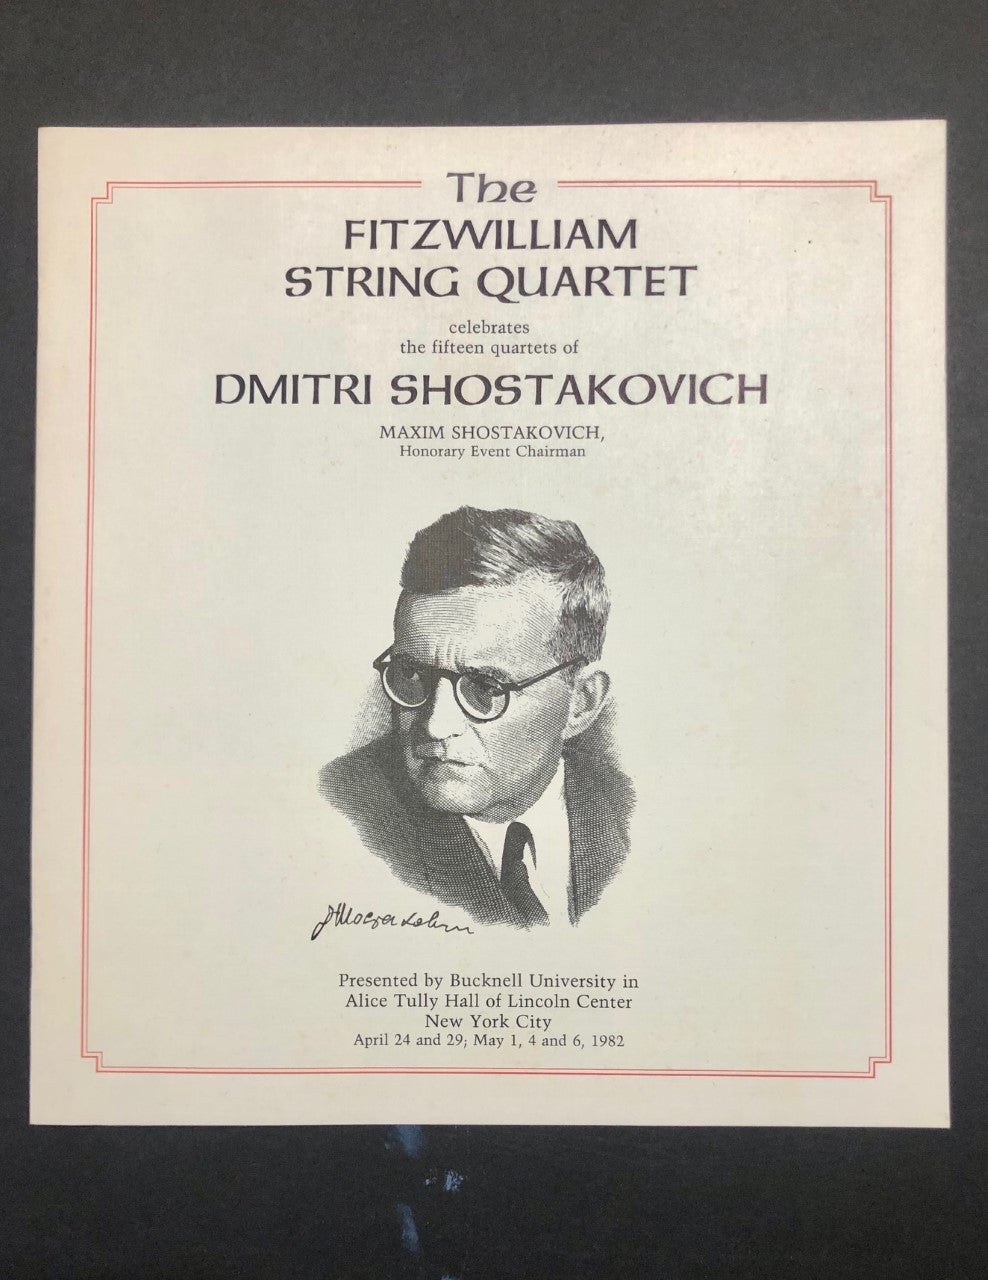 The
FITZWILLIAM
STRING QUARTET
celebrates
the fifteen quartets of
DMITRI SHOSTAKOVICH
MAXIM SHOSTAKOVICH,
Honorary Event Chairman
Presented by Bucknell University in
Alice Tully Hall of Lincoln Center
New York City
April 24 and 29; May 1, 4 and 6, 1982